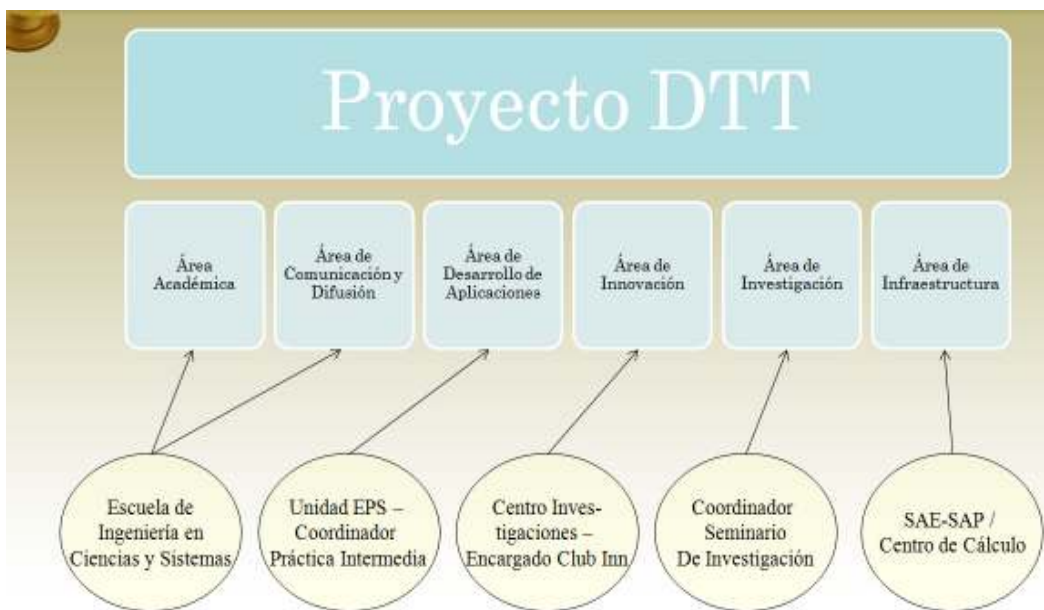 Proyecto DTT
Área
Académica
Área de
Comunicación y
Difusión
Área de
Desarrollo de
Aplicaciones
Área de
Innovación
Área de
Investigación
Área de
Infraestructura
Escuela de
Ingeniería en
Ciencias y Sistemas
Unidad EPS –
Coordinador
Práctica Intermedia
Centro Inves-
tigaciones –
Encargado Club Inn
Coordinador
Seminario
De Investigación
SAE-SAP /
Centro de Cálculo